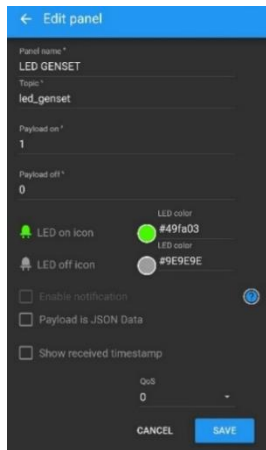 ← Edit panel
Panel name *
LED GENSET
Topic *
led_genset
Payload on *
1
Payload off *
0
LED on icon
LED color
#49fa03
LED off icon
LED color
#9E9E9E
Enable notification
Payload is JSON Data
Show received timestamp
QoS
0
CANCEL SAVE